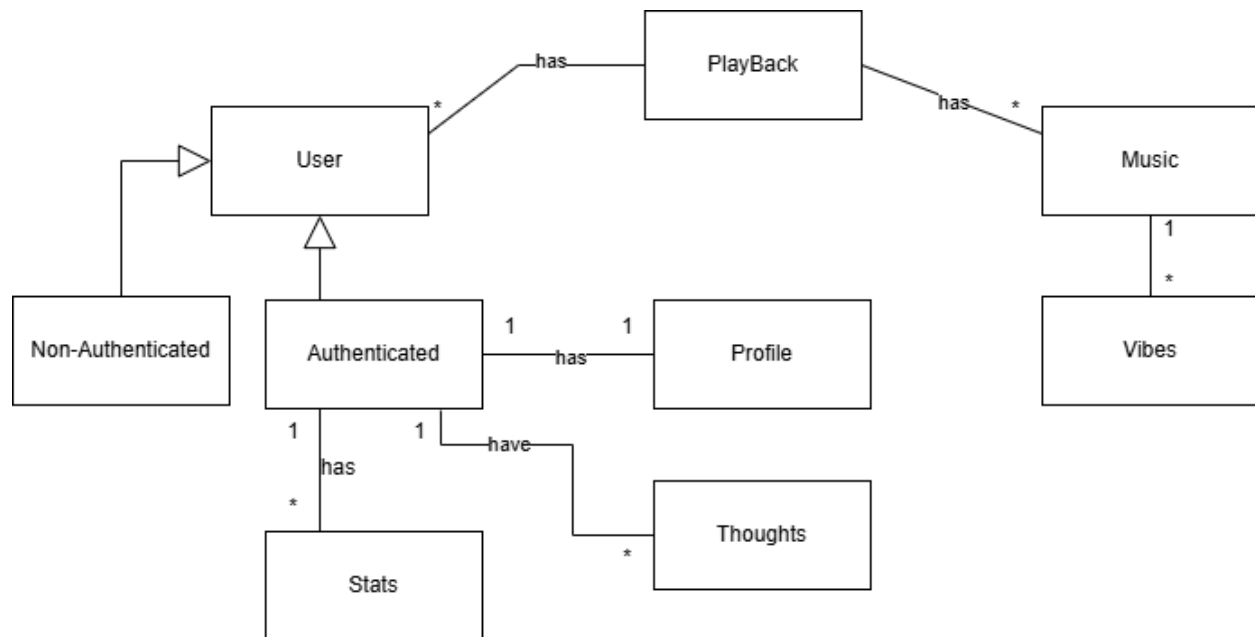 PlayBack
has
*
has
*
User
Music
1
*
Non-Authenticated
Authenticated
1
1
has
Profile
Vibes
1
1
have
has
*
Thoughts
*
Stats